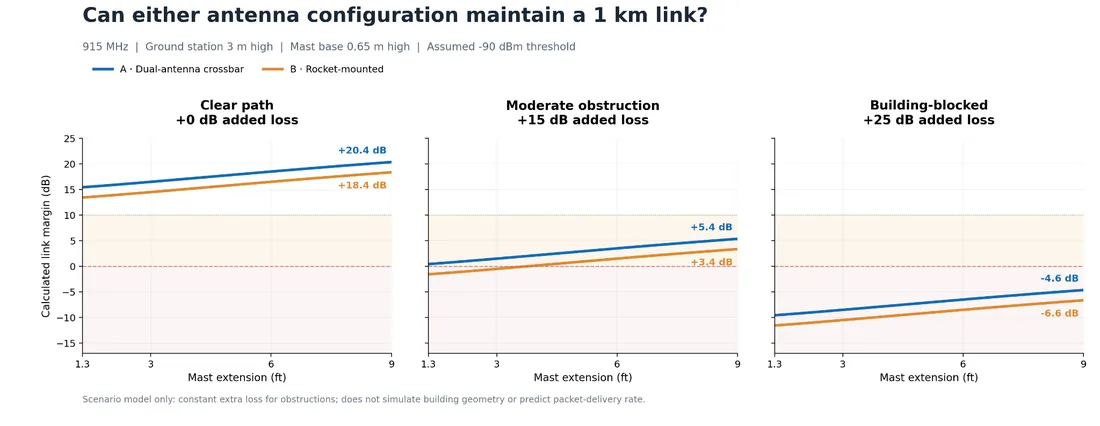 Can either antenna configuration maintain a 1 km link?
915 MHz | Ground station 3 m high | Mast base 0.65 m high | Assumed -90 dBm threshold
A · Dual-antenna crossbar
B · Rocket-mounted
Clear path
+0 dB added loss
Moderate obstruction
+15 dB added loss
Building-blocked
+25 dB added loss
Calculated link margin (dB)
25
20
15
10
5
0
−5
−10
−15
+20.4 dB
+18.4 dB
1.3 3 6 9
Mast extension (ft)
+5.4 dB
+3.4 dB
1.3 3 6 9
Mast extension (ft)
-4.6 dB
-6.6 dB
1.3 3 6 9
Mast extension (ft)
Scenario model only: constant extra loss for obstructions; does not simulate building geometry or predict packet-delivery rate.